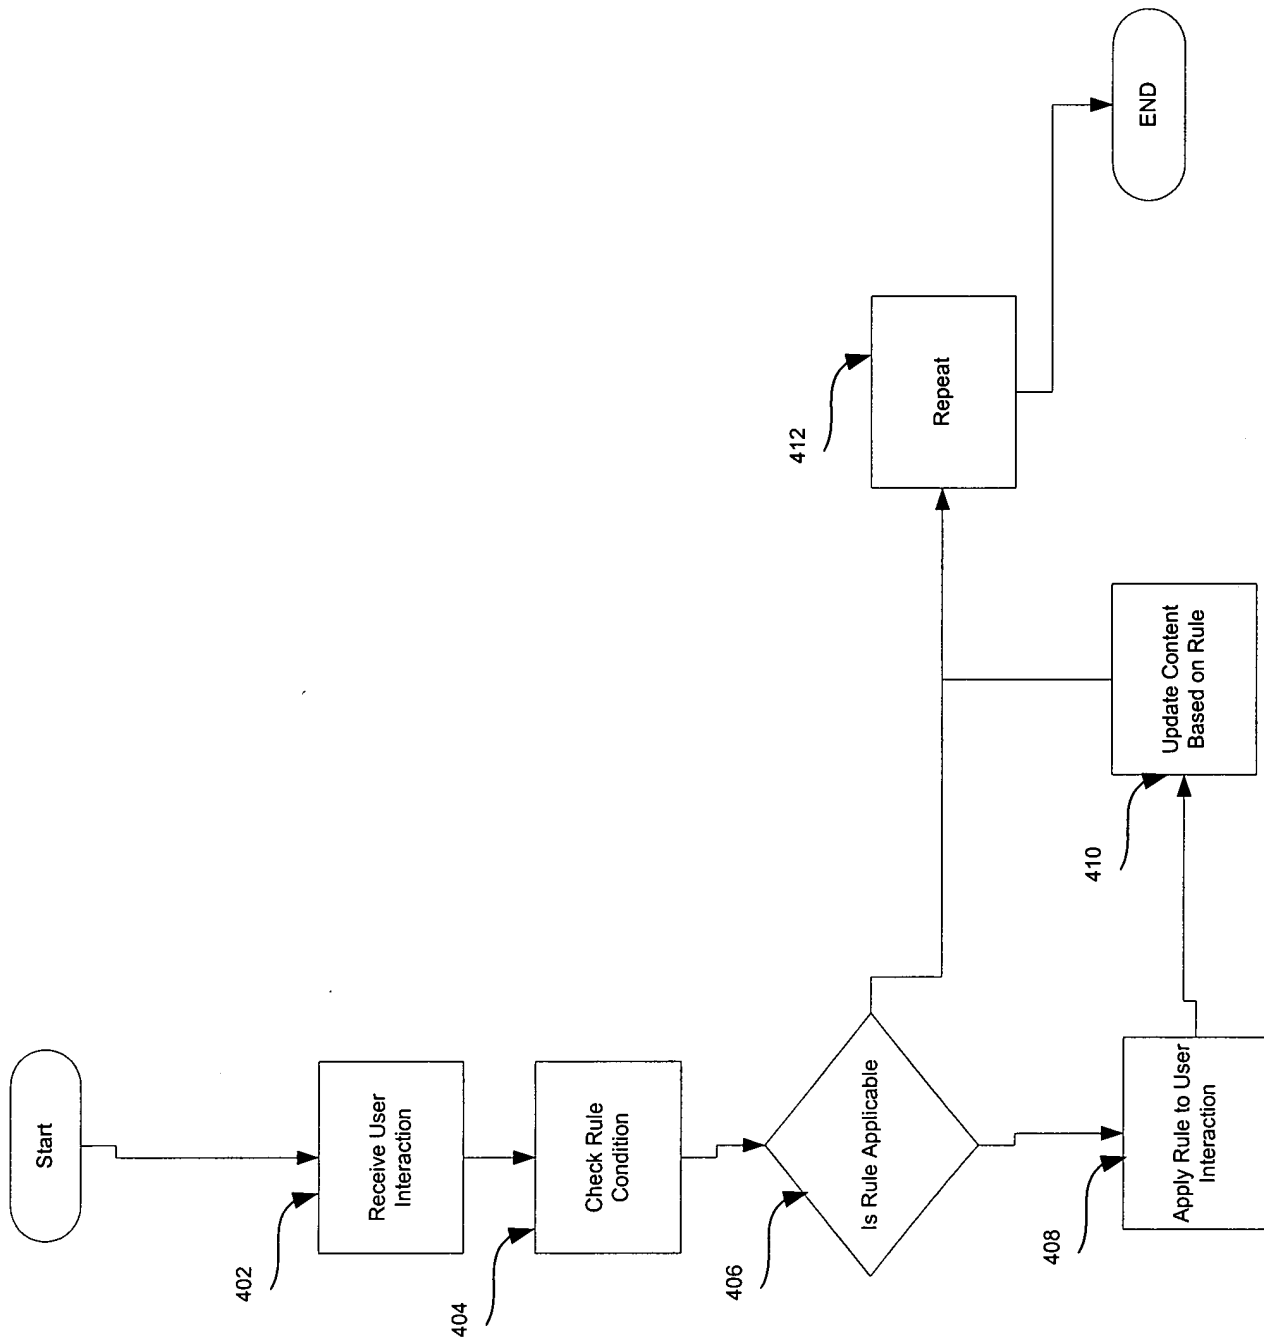 Start
402
Receive User
Interaction
404
Check Rule
Condition
406
Is Rule Applicable
408
Apply Rule to User
Interaction
410
Update Content
Based on Rule
412
Repeat
END